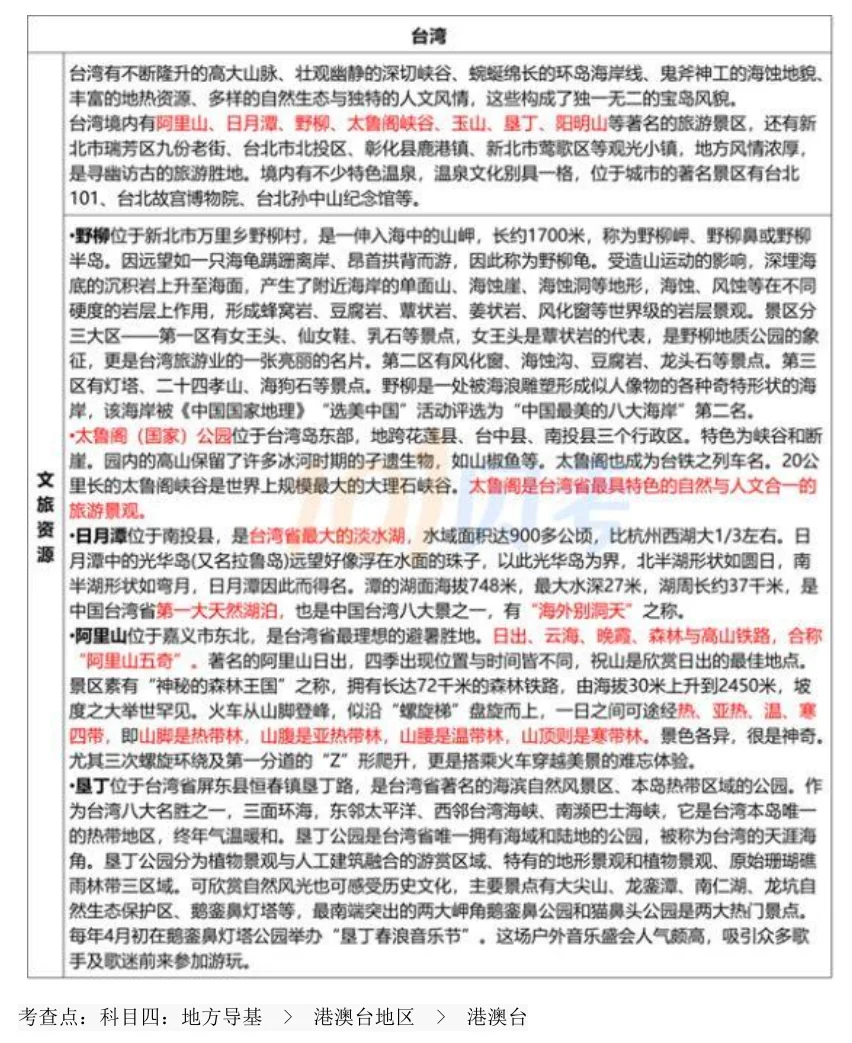 台湾
台湾有不断隆升的高大山脉、壮观幽静的深切峡谷、蜿蜒绵长的环岛海岸线、鬼斧神工的海蚀地貌、
丰富的地热资源、多样的自然生态与独特的人文风情，这些构成了独一无二的宝岛风貌。
台湾境内有阿里山、日月潭、野柳、太鲁阁峡谷、玉山、垦丁、阳明山等著名的旅游景区，还有新
北市瑞芳区九份老街、台北市北投区、彰化县鹿港镇、新北市莺歌区等观光小镇，地方风情浓厚，
是寻幽访古的旅游胜地。境内有不少特色温泉，温泉文化别具一格，位于城市的著名景区有台北
101、台北故宫博物院、台北孙中山纪念馆等。
文旅资源
•野柳位于新北市万里乡野柳村，是一伸入海中的山岬，长约1700米，称为野柳岬、野柳鼻或野柳
半岛。因远望如一只海龟蹒跚离岸、昂首拱背而游，因此称为野柳龟。受造山运动的影响，深埋海
底的沉积岩上升至海面，产生了附近海岸的单面山、海蚀崖、海蚀洞等地形，海蚀、风蚀等在不同
硬度的岩层上作用，形成蜂窝岩、豆腐岩、蕈状岩、姜状岩、风化窗等世界级的岩层景观。景区分
三大区——第一区有女王头、仙女鞋、乳石等景点，女王头是蕈状岩的代表，是野柳地质公园的象
征，更是台湾旅游业的一张亮丽的名片。第二区有风化窗、海蚀沟、豆腐岩、龙头石等景点。第三
区有灯塔、二十四孝山、海狗石等景点。野柳是一处被海浪雕塑形成似人像物的各种奇特形状的海
岸，该海岸被《中国国家地理》“选美中国”活动评选为“中国最美的八大海岸”第二名。
•太鲁阁（国家）公园位于台湾岛东部，地跨花莲县、台中县、南投县三个行政区。特色为峡谷和断
崖。园内的高山保留了许多冰河时期的孑遗生物，如山椒鱼等。太鲁阁也成为台铁之列车名。20公
里长的太鲁阁峡谷是世界上规模最大的大理石峡谷。太鲁阁是台湾省最具特色的自然与人文合一的
旅游景观。
•日月潭位于南投县，是台湾省最大的淡水湖，水域面积达900多公顷，比杭州西湖大1/3左右。日
月潭中的光华岛(又名拉鲁岛)远望好像浮在水面的珠子，以此光华岛为界，北半湖形状如圆日，南
半湖形状如弯月，日月潭因此而得名。潭的湖面海拔748米，最大水深27米，湖周长约37千米，是
中国台湾省第一大天然湖泊，也是中国台湾八大景之一，有“海外别洞天”之称。
•阿里山位于嘉义市东北，是台湾省最理想的避暑胜地。日出、云海、晚霞、森林与高山铁路，合称
“阿里山五奇”。著名的阿里山日出，四季出现位置与时间皆不同，祝山是欣赏日出的最佳地点。
景区素有“神秘的森林王国”之称，拥有长达72千米的森林铁路，由海拔30米上升到2450米，坡
度之大举世罕见。火车从山脚登峰，似沿“螺旋梯”盘旋而上，一日之间可途经热、亚热、温、寒
四带，即山脚是热带林，山腹是亚热带林，山腰是温带林，山顶则是寒带林。景色各异，很是神奇。
尤其三次螺旋环绕及第一分道的“Z”形爬升，更是搭乘火车穿越美景的难忘体验。
•垦丁位于台湾省屏东县恒春镇垦丁路，是台湾省著名的海滨自然风景区、本岛热带区域的公园。作
为台湾八大名胜之一，三面环海，东邻太平洋、西邻台湾海峡、南濒巴士海峡，它是台湾本岛唯一
的热带地区，终年气温暖和。垦丁公园是台湾省唯一拥有海域和陆地的公园，被称为台湾的天涯海
角。垦丁公园分为植物景观与人工建筑融合的游赏区域、特有的地形景观和植物景观、原始珊瑚礁
雨林带三区域。可欣赏自然风光也可感受历史文化，主要景点有大尖山、龙銮潭、南仁湖、龙坑自
然生态保护区、鹅銮鼻灯塔等，最南端突出的两大岬角鹅銮鼻公园和猫鼻头公园是两大热门景点。
每年4月初在鹅銮鼻灯塔公园举办“垦丁春浪音乐节”。这场户外音乐盛会人气颇高，吸引众多歌
手及歌迷前来参加游玩。
考查点：科目四：地方导基 > 港澳台地区 > 港澳台